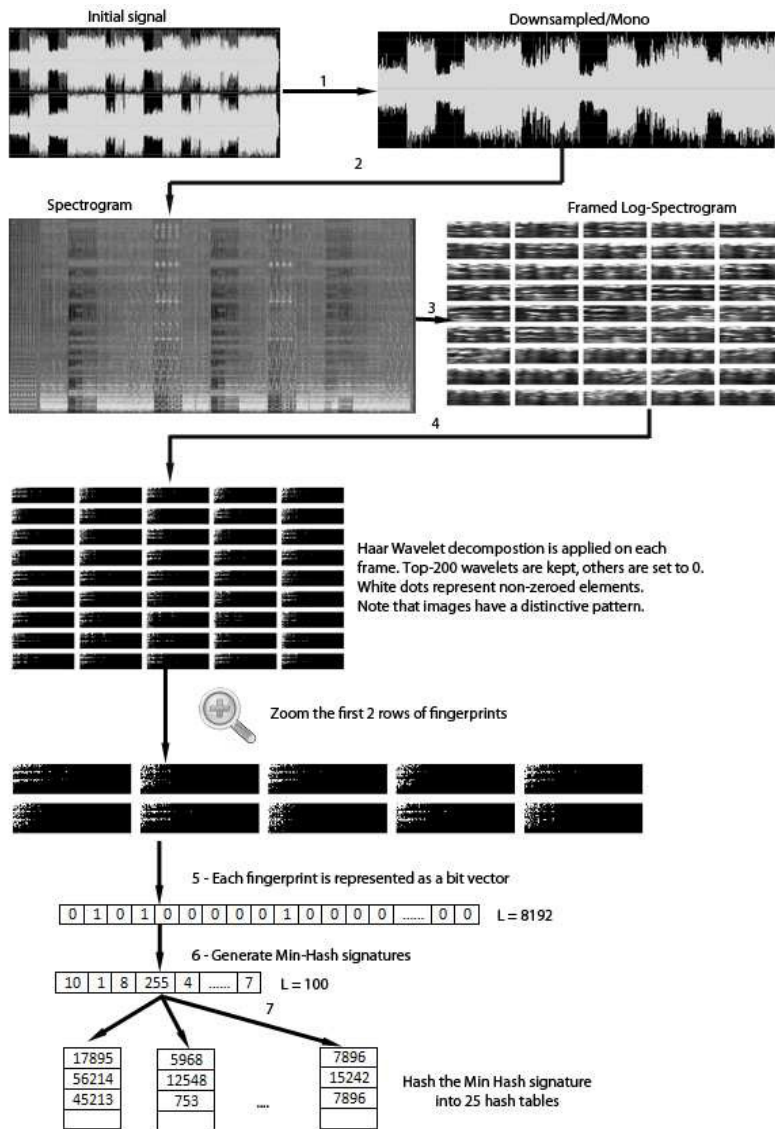 Initial signal
Downsampled/Mono
1
2
Spectrogram
Framed Log-Spectrogram
3
4
Haar Wavelet decompostion is applied on each
frame. Top-200 wavelets are kept, others are set to 0.
White dots represent non-zeroed elements.
Note that images have a distinctive pattern.
Zoom the first 2 rows of fingerprints
5 - Each fingerprint is represented as a bit vector
0 1 0 1 0 0 0 0 0 1 0 0 0 0 ...... 0 0
L = 8192
6 - Generate Min-Hash signatures
10 1 8 255 4 ...... 7
L = 100
7
17895 5968 7896
56214 12548 15242
45213 753 .... 7896
Hash the Min Hash signature
into 25 hash tables